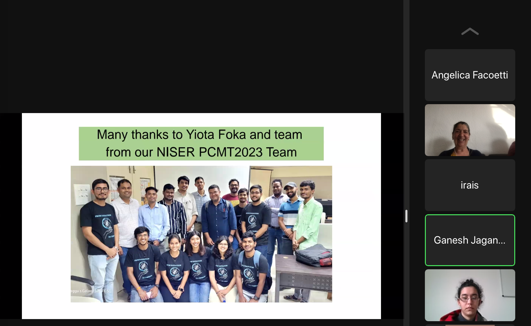 Many thanks to Yiota Foka and team
from our NISER PCMT2023 Team
Angelica Facoetti
irais
Ganesh Jagan...